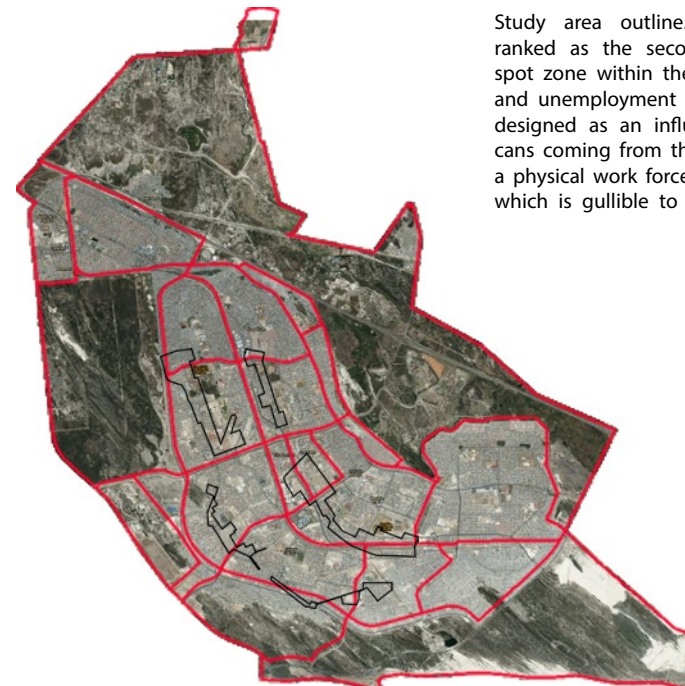 Study area outline.
ranked as the seco
spot zone within the
and unemployment
designed as an influ
cans coming from th
a physical work force
which is gullible to